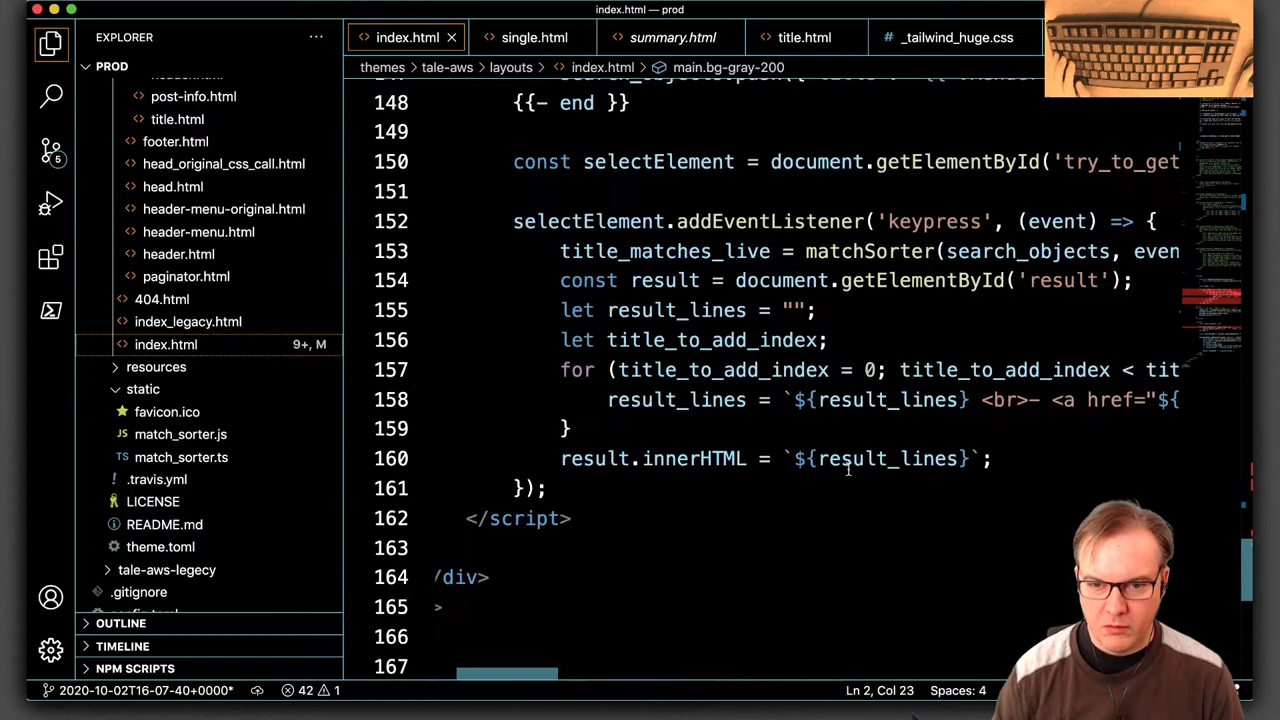 index.html — prod
EXPLORER
index.html
single.html
summary.html
title.html
# _tailwind_huge.css
PROD
themes > tale-aws > layouts > index.html > main.bg-gray-200
post-info.html
title.html
footer.html
head_original_css_call.html
head.html
header-menu-original.html
header-menu.html
header.html
paginator.html
404.html
index_legacy.html
index.html 9+, M
resources
static
favicon.ico
JS match_sorter.js
TS match_sorter.ts
.travis.yml
LICENSE
README.md
theme.toml
tale-aws-legecy
.gitignore
OUTLINE
TIMELINE
NPM SCRIPTS
5
148 {{- end }}
149
150 const selectElement = document.getElementById('try_to_get
151
152 selectElement.addEventListener('keypress', (event) => {
153 title_matches_live = matchSorter(search_objects, even
154 const result = document.getElementById('result');
155 let result_lines = "";
156 let title_to_add_index;
157 for (title_to_add_index = 0; title_to_add_index < tit
158 result_lines = `${result_lines} <br>- <a href="${
159 }
160 result.innerHTML = `${result_lines}`;
161 });
162 </script>
163
164 /div>
165 >
166
167
2020-10-02T16-07-40+0000* 42 1
Ln 2, Col 23 Spaces: 4